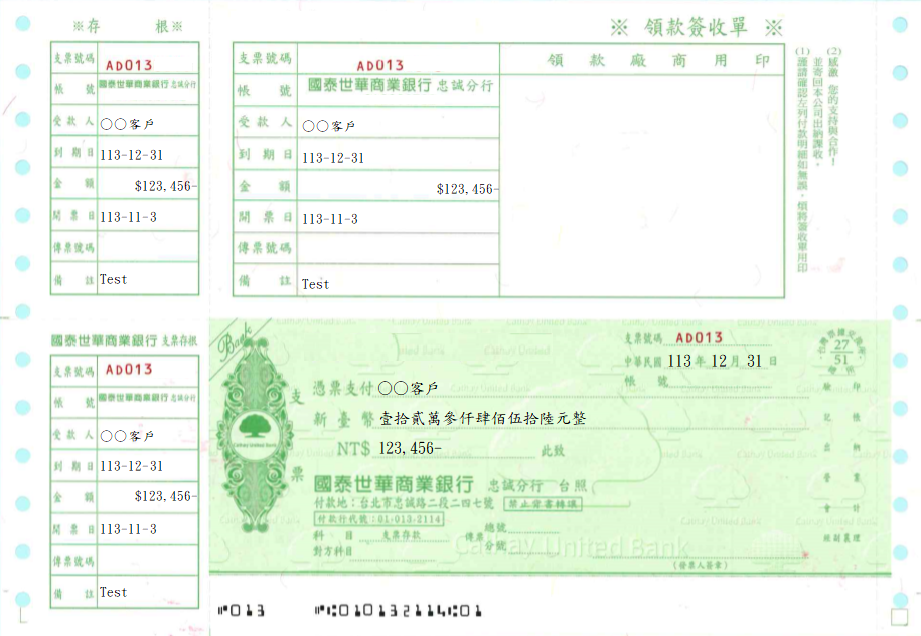 ※存 根※
支票號碼 AD013
帳 號 國泰世華商業銀行 忠誠分行
受款人 ○○客戶
到期日 113-12-31
金 額 $123,456-
開票日 113-11-3
傳票號碼
備 註 Test
※ 領款簽收單 ※
支票號碼 AD013
帳 號 國泰世華商業銀行 忠誠分行
受款人 ○○客戶
到期日 113-12-31
金 額 $123,456-
開票日 113-11-3
傳票號碼
備 註 Test
領 款 廠 商 用 印
(1) 謹請確認左列付款明細如無誤，煩將簽收東用印
並寄回本公司出納課收。
(2) 感謝 您的支持與合作！
國泰世華商業銀行 支票存根
支票號碼 AD013
帳 號 國泰世華商業銀行 忠誠分行
受款人 ○○客戶
到期日 113-12-31
金 額 $123,456-
開票日 113-11-3
傳票號碼
備 註 Test
Bank
Cathay United Bank
支票
支票號碼 AD013
中華民國 113 年 12 月 31 日
帳 號
27
51
憑票支付 ○○客戶
新臺幣 壹拾貳萬參仟肆佰伍拾陸元整
NT$ 123,456- 此致
國泰世華商業銀行 忠誠分行 台照
付款地：台北市忠誠路二段二四七號 禁止背書轉讓
付款行代號：01-013-2114
科 目 支票存款
對方科目
傳票 總號
分號
Cathay United Bank
(發票人簽章)
驗 印
記 帳
出 納
營 業
會 計
經副襄理
⑈013 ⑈⑆010132114⑆01